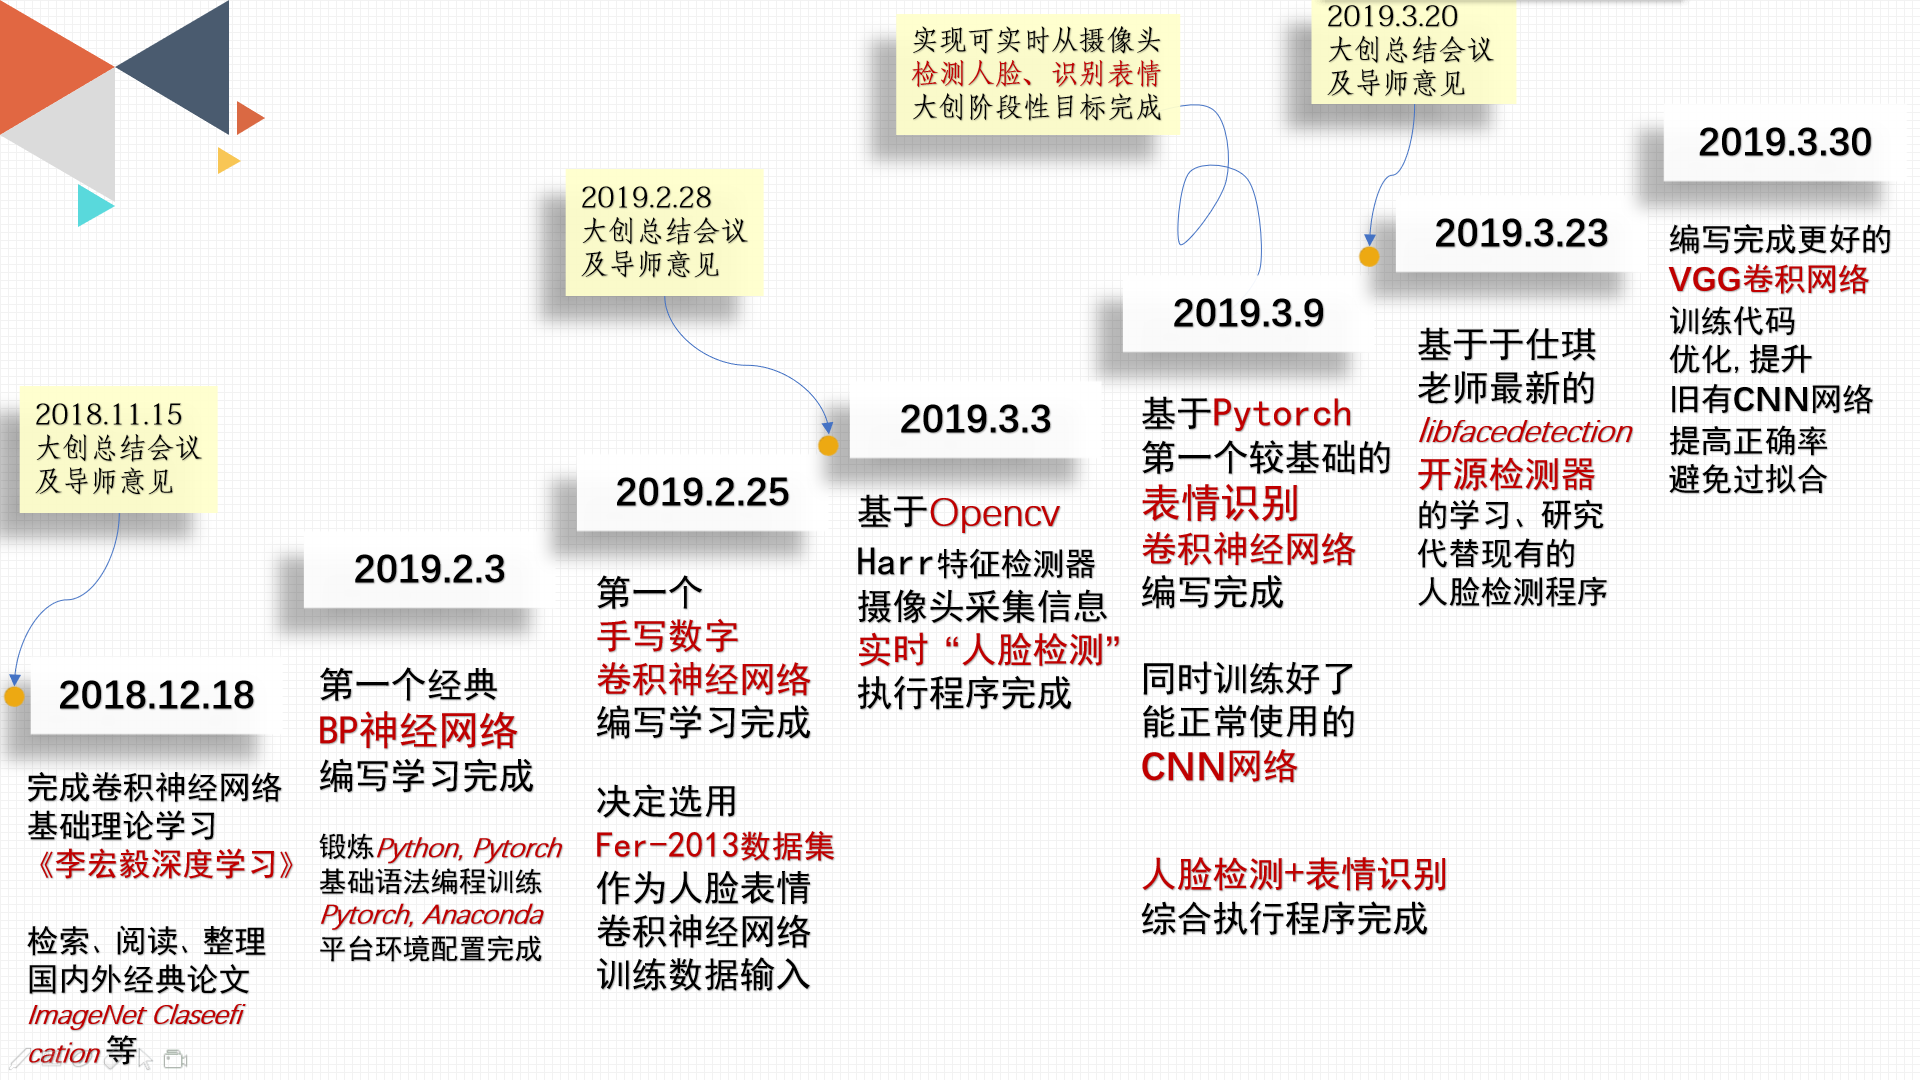 2018.11.15
大创总结会议
及导师意见
2018.12.18
完成卷积神经网络
基础理论学习
《李宏毅深度学习》
检索、阅读、整理
国内外经典论文
ImageNet Claseefi
cation 等
2019.2.3
第一个经典
BP神经网络
编写学习完成
锻炼Python, Pytorch
基础语法编程训练
Pytorch, Anaconda
平台环境配置完成
2019.2.25
第一个
手写数字
卷积神经网络
编写学习完成
决定选用
Fer-2013数据集
作为人脸表情
卷积神经网络
训练数据输入
2019.2.28
大创总结会议
及导师意见
2019.3.3
基于Opencv
Harr特征检测器
摄像头采集信息
实时“人脸检测”
执行程序完成
实现可实时从摄像头
检测人脸、识别表情
大创阶段性目标完成
2019.3.9
基于Pytorch
第一个较基础的
表情识别
卷积神经网络
编写完成
同时训练好了
能正常使用的
CNN网络
人脸检测+表情识别
综合执行程序完成
2019.3.20
大创总结会议
及导师意见
2019.3.23
基于于仕琪
老师最新的
libfacedetection
开源检测器
的学习、研究
代替现有的
人脸检测程序
2019.3.30
编写完成更好的
VGG卷积网络
训练代码
优化,提升
旧有CNN网络
提高正确率
避免过拟合